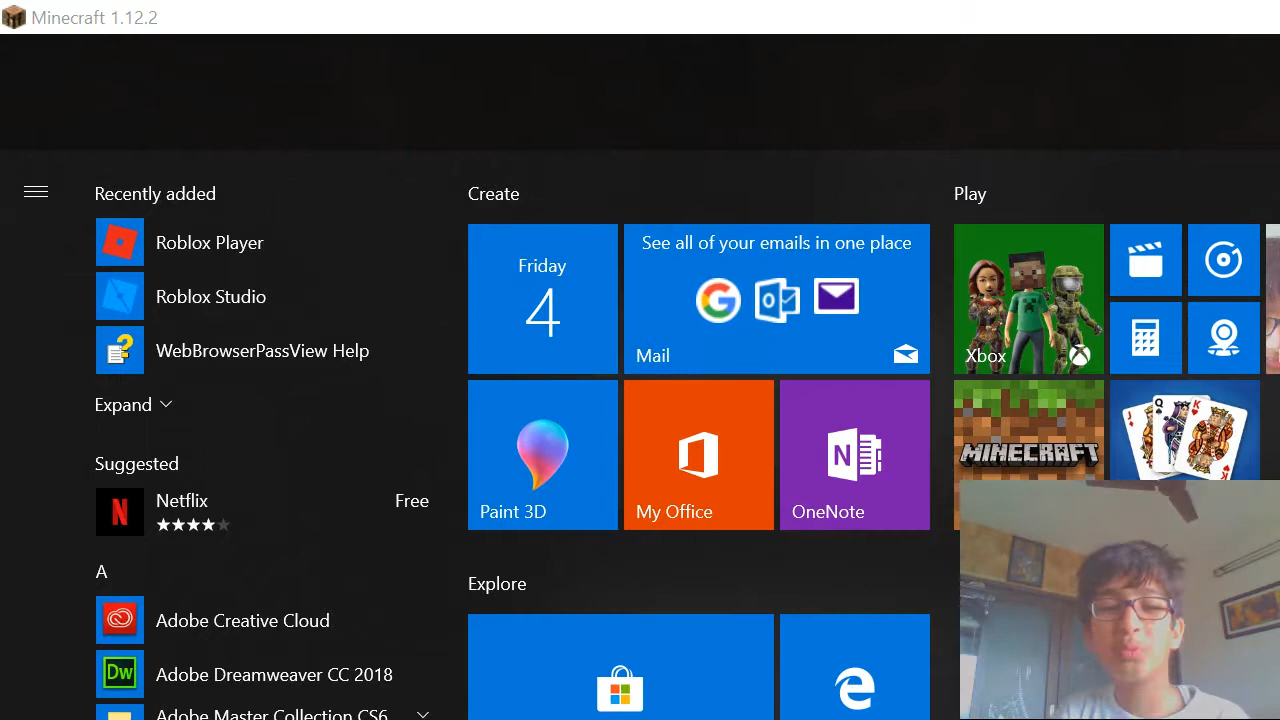 Minecraft 1.12.2
Recently added
Roblox Player
Roblox Studio
WebBrowserPassView Help
Expand
Suggested
Netflix
Free
A
Adobe Creative Cloud
Dw
Adobe Dreamweaver CC 2018
Adobe Master Collection CS6
Create
Friday
4
See all of your emails in one place
Mail
Paint 3D
My Office
OneNote
Explore
Play
Xbox
MINECRAFT